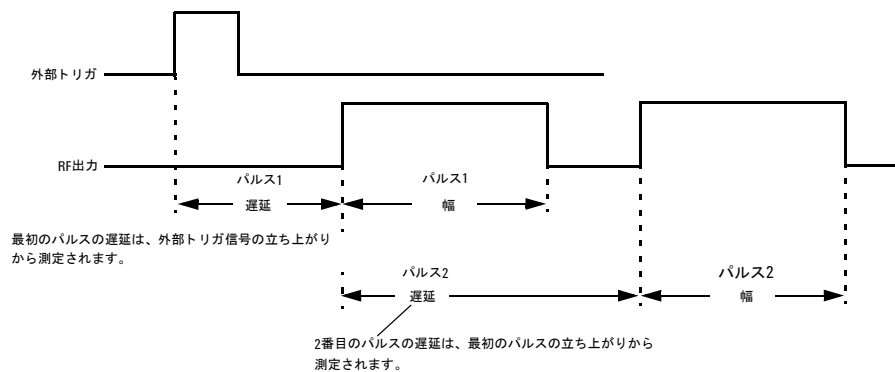 外部トリガ
RF出力
パルス1
遅延
パルス1
幅
最初のパルスの遅延は、外部トリガ信号の立ち上がり
から測定されます。
パルス2
遅延
パルス2
幅
2番目のパルスの遅延は、最初のパルスの立ち上がりから
測定されます。